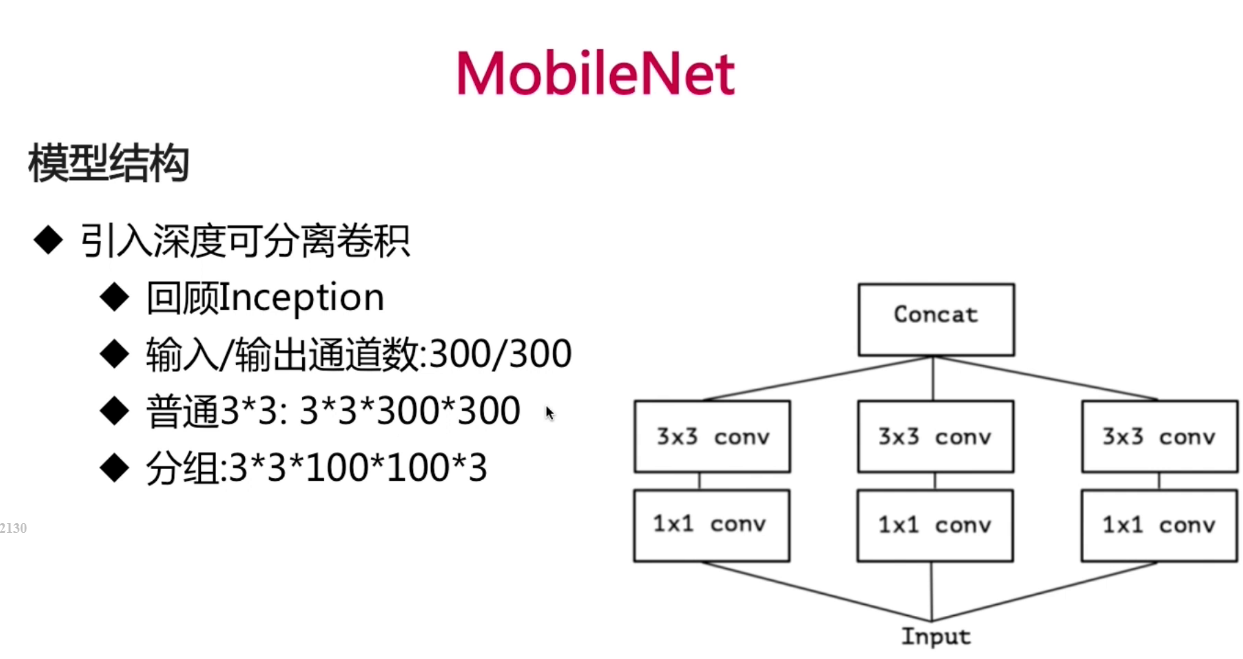 MobileNet
模型结构
◆ 引入深度可分离卷积
◆ 回顾Inception
◆ 输入/输出通道数:300/300
◆ 普通3*3: 3*3*300*300
◆ 分组:3*3*100*100*3
2130
Concat
3x3 conv 3x3 conv 3x3 conv
1x1 conv 1x1 conv 1x1 conv
Input